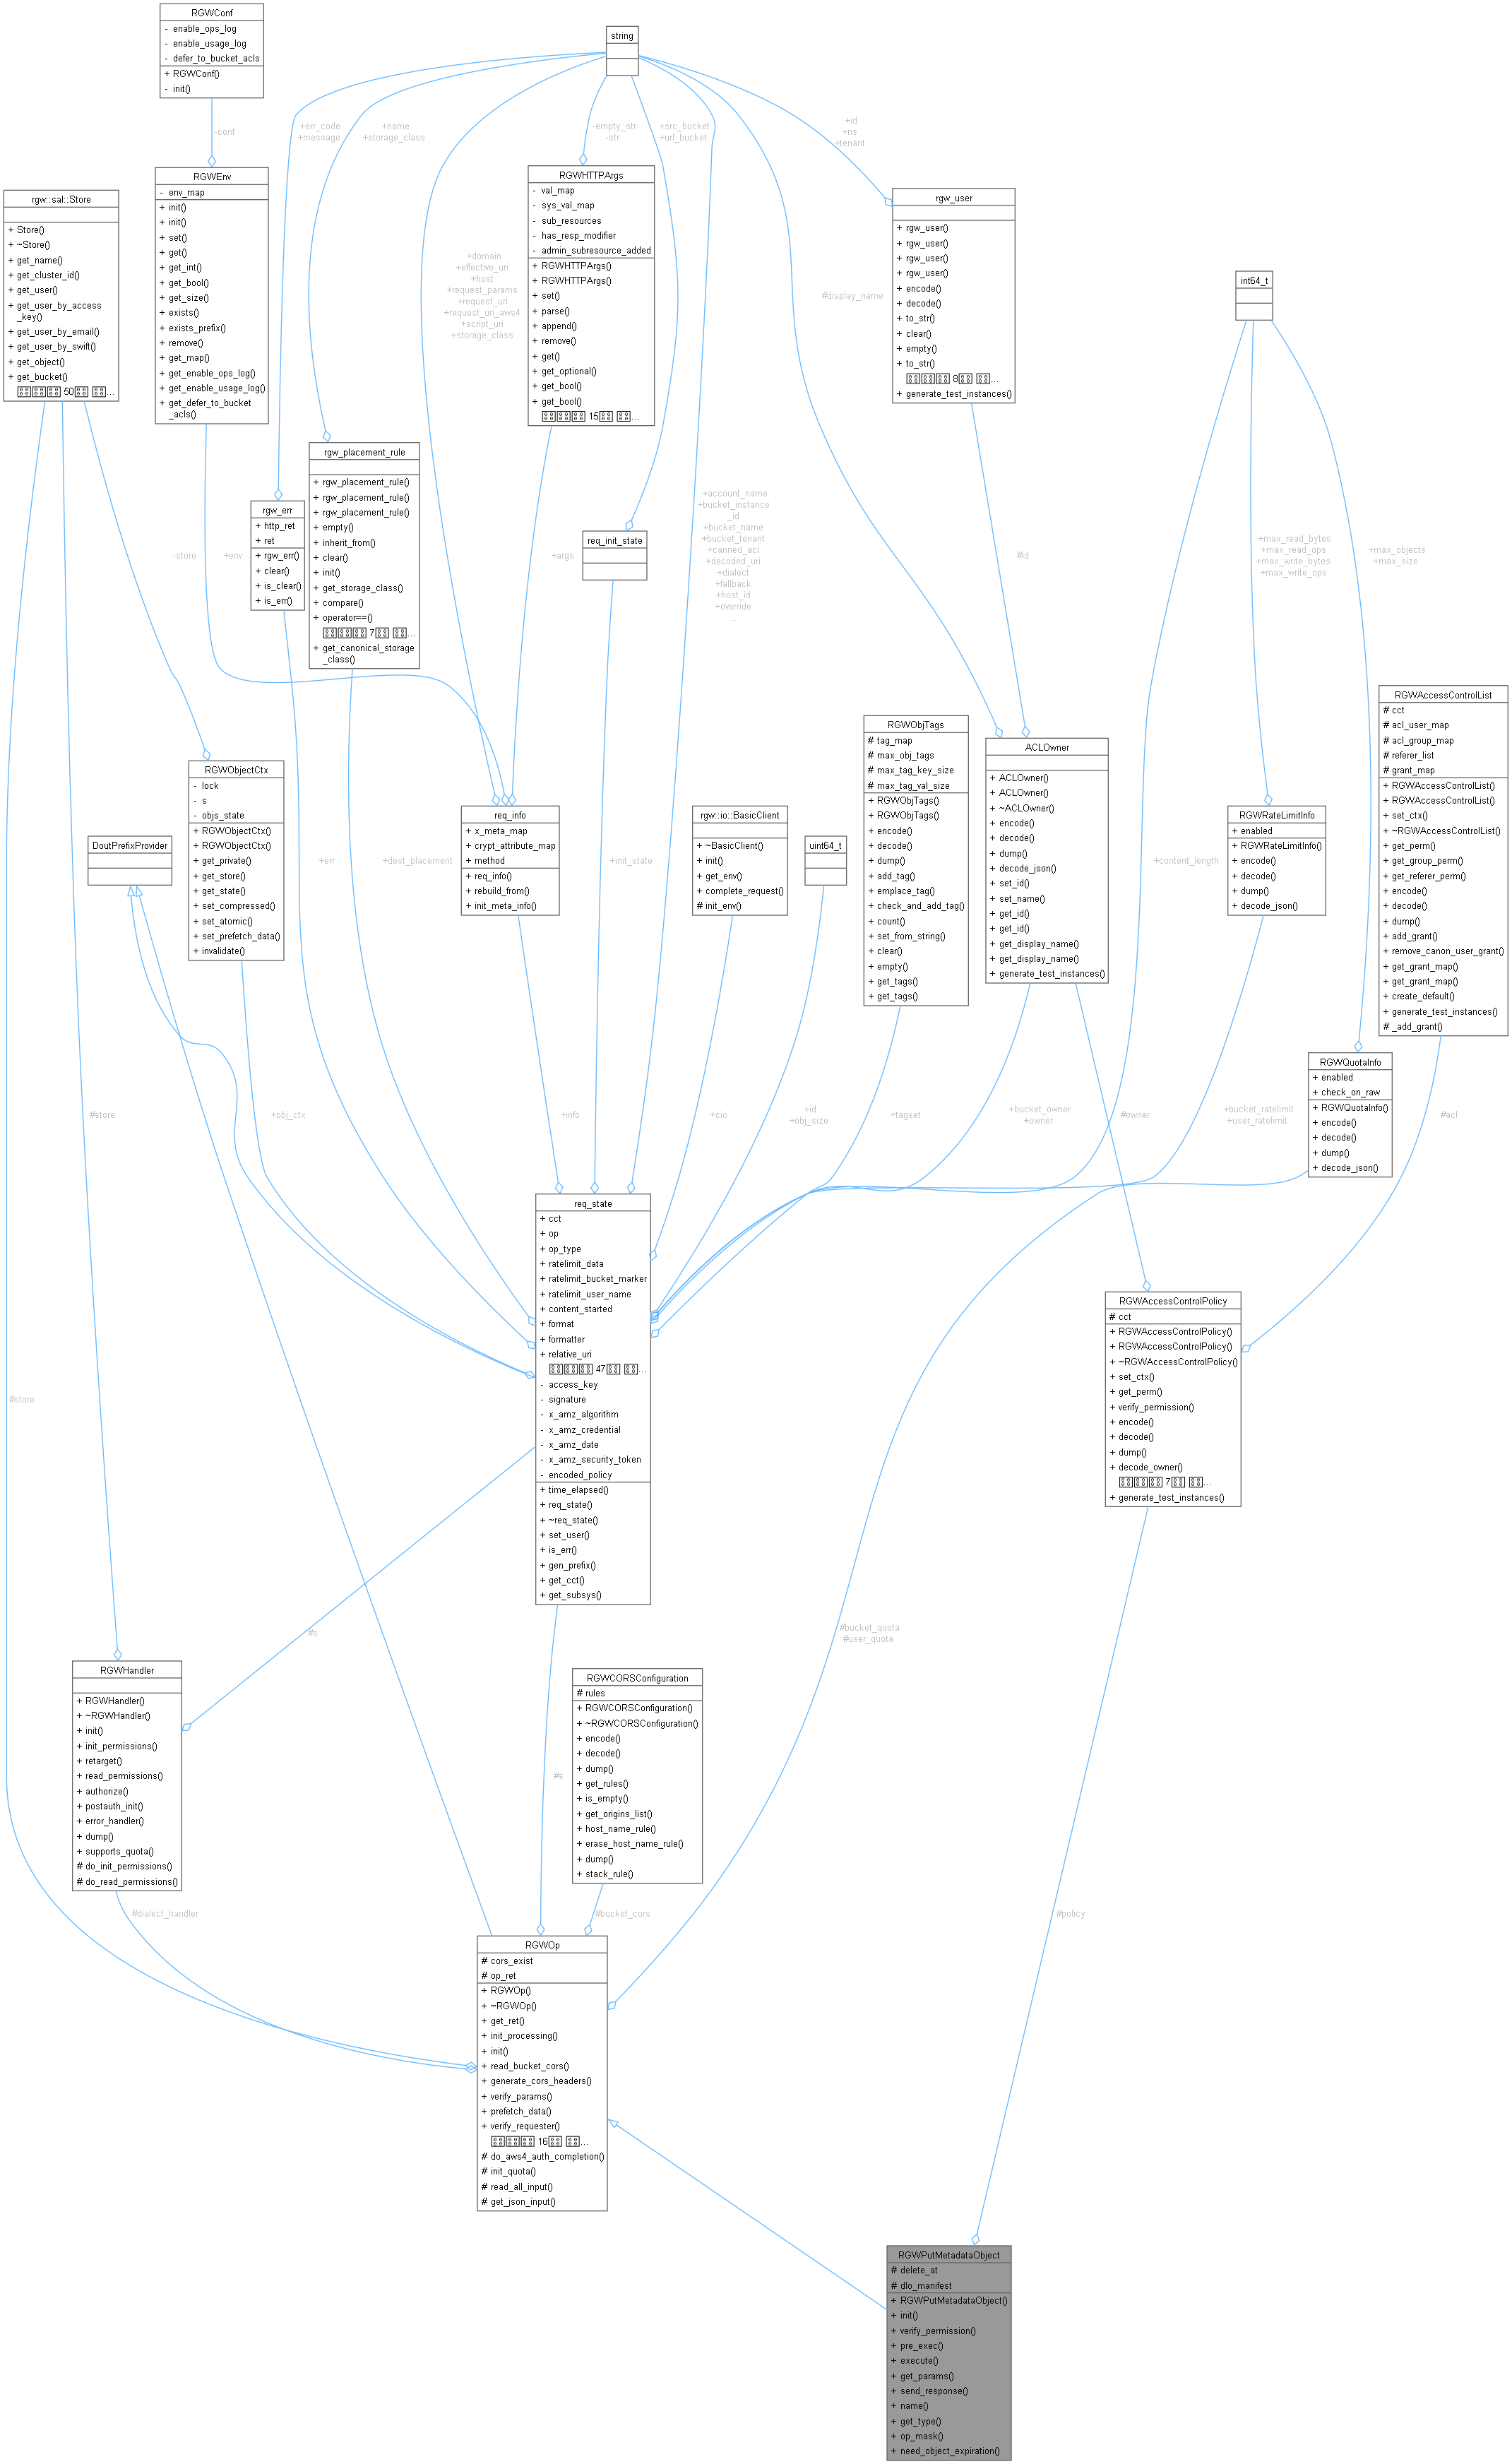 RGWConf
- enable_ops_log
- enable_usage_log
- defer_to_bucket_acls
+ RGWConf()
- init()
string
-conf
+err_code
+message
+name
+storage_class
-empty_str
-str
+src_bucket
+url_bucket
+id
+ns
+tenant
rgw::sal::Store
+ Store()
+ ~Store()
+ get_name()
+ get_cluster_id()
+ get_user()
+ get_user_by_access
_key()
+ get_user_by_email()
+ get_user_by_swift()
+ get_object()
+ get_bucket()
50 ...
RGWEnv
- env_map
+ init()
+ init()
+ set()
+ get()
+ get_int()
+ get_bool()
+ get_size()
+ exists()
+ exists_prefix()
+ remove()
+ get_map()
+ get_enable_ops_log()
+ get_enable_usage_log()
+ get_defer_to_bucket
_acls()
+domain
+effective_uri
+host
+request_params
+request_uri
+request_uri_aws4
+script_uri
+storage_class
RGWHTTPArgs
- val_map
- sys_val_map
- sub_resources
- has_resp_modifier
- admin_subresource_added
+ RGWHTTPArgs()
+ RGWHTTPArgs()
+ set()
+ parse()
+ append()
+ remove()
+ get()
+ get_optional()
+ get_bool()
+ get_bool()
15 ...
#display_name
rgw_user
+ rgw_user()
+ rgw_user()
+ rgw_user()
+ rgw_user()
+ encode()
+ decode()
+ to_str()
+ clear()
+ empty()
+ to_str()
8 ...
+ generate_test_instances()
int64_t
-store
+env
rgw_err
+ http_ret
+ ret
+ rgw_err()
+ clear()
+ is_clear()
+ is_err()
rgw_placement_rule
+ rgw_placement_rule()
+ rgw_placement_rule()
+ rgw_placement_rule()
+ empty()
+ inherit_from()
+ clear()
+ init()
+ get_storage_class()
+ compare()
+ operator==()
7 ...
+ get_canonical_storage
_class()
+args
req_init_state
+account_name
+bucket_instance
_id
+bucket_name
+bucket_tenant
+canned_acl
+decoded_uri
+dialect
+fallback
+host_id
+override
...
#id
+max_read_bytes
+max_read_ops
+max_write_bytes
+max_write_ops
+max_objects
+max_size
DoutPrefixProvider
RGWObjectCtx
- lock
- s
- objs_state
+ RGWObjectCtx()
+ RGWObjectCtx()
+ get_private()
+ get_store()
+ get_state()
+ set_compressed()
+ set_atomic()
+ set_prefetch_data()
+ invalidate()
+err
+dest_placement
req_info
+ x_meta_map
+ crypt_attribute_map
+ method
+ req_info()
+ rebuild_from()
+ init_meta_info()
+init_state
rgw::io::BasicClient
+ ~BasicClient()
+ init()
+ get_env()
+ complete_request()
# init_env()
uint64_t
RGWObjTags
# tag_map
# max_obj_tags
# max_tag_key_size
# max_tag_val_size
+ RGWObjTags()
+ RGWObjTags()
+ encode()
+ decode()
+ dump()
+ add_tag()
+ emplace_tag()
+ check_and_add_tag()
+ count()
+ set_from_string()
+ clear()
+ empty()
+ get_tags()
+ get_tags()
ACLOwner
+ ACLOwner()
+ ACLOwner()
+ ~ACLOwner()
+ encode()
+ decode()
+ dump()
+ decode_json()
+ set_id()
+ set_name()
+ get_id()
+ get_id()
+ get_display_name()
+ get_display_name()
+ generate_test_instances()
+content_length
RGWRateLimitInfo
+ enabled
+ RGWRateLimitInfo()
+ encode()
+ decode()
+ dump()
+ decode_json()
RGWAccessControlList
# cct
# acl_user_map
# acl_group_map
# referer_list
# grant_map
+ RGWAccessControlList()
+ RGWAccessControlList()
+ set_ctx()
+ ~RGWAccessControlList()
+ get_perm()
+ get_group_perm()
+ get_referer_perm()
+ encode()
+ decode()
+ dump()
+ add_grant()
+ remove_canon_user_grant()
+ get_grant_map()
+ get_grant_map()
+ create_default()
+ generate_test_instances()
# _add_grant()
RGWQuotaInfo
+ enabled
+ check_on_raw
+ RGWQuotaInfo()
+ encode()
+ decode()
+ dump()
+ decode_json()
#store
+obj_ctx
+info
+cio
+id
+obj_size
+tagset
+bucket_owner
+owner
#owner
+bucket_ratelimit
+user_ratelimit
#acl
req_state
+ cct
+ op
+ op_type
+ ratelimit_data
+ ratelimit_bucket_marker
+ ratelimit_user_name
+ content_started
+ format
+ formatter
+ relative_uri
47 ...
- access_key
- signature
- x_amz_algorithm
- x_amz_credential
- x_amz_date
- x_amz_security_token
- encoded_policy
+ time_elapsed()
+ req_state()
+ ~req_state()
+ set_user()
+ is_err()
+ gen_prefix()
+ get_cct()
+ get_subsys()
RGWAccessControlPolicy
# cct
+ RGWAccessControlPolicy()
+ RGWAccessControlPolicy()
+ ~RGWAccessControlPolicy()
+ set_ctx()
+ get_perm()
+ verify_permission()
+ encode()
+ decode()
+ dump()
+ decode_owner()
7 ...
+ generate_test_instances()
#store
#s
#bucket_quota
#user_quota
RGWHandler
+ RGWHandler()
+ ~RGWHandler()
+ init()
+ init_permissions()
+ retarget()
+ read_permissions()
+ authorize()
+ postauth_init()
+ error_handler()
+ dump()
+ supports_quota()
# do_init_permissions()
# do_read_permissions()
#s
RGWCORSConfiguration
# rules
+ RGWCORSConfiguration()
+ ~RGWCORSConfiguration()
+ encode()
+ decode()
+ dump()
+ get_rules()
+ is_empty()
+ get_origins_list()
+ host_name_rule()
+ erase_host_name_rule()
+ dump()
+ stack_rule()
#dialect_handler
#bucket_cors
#policy
RGWOp
# cors_exist
# op_ret
+ RGWOp()
+ ~RGWOp()
+ get_ret()
+ init_processing()
+ init()
+ read_bucket_cors()
+ generate_cors_headers()
+ verify_params()
+ prefetch_data()
+ verify_requester()
16 ...
# do_aws4_auth_completion()
# init_quota()
# read_all_input()
# get_json_input()
RGWPutMetadataObject
# delete_at
# dlo_manifest
+ RGWPutMetadataObject()
+ init()
+ verify_permission()
+ pre_exec()
+ execute()
+ get_params()
+ send_response()
+ name()
+ get_type()
+ op_mask()
+ need_object_expiration()